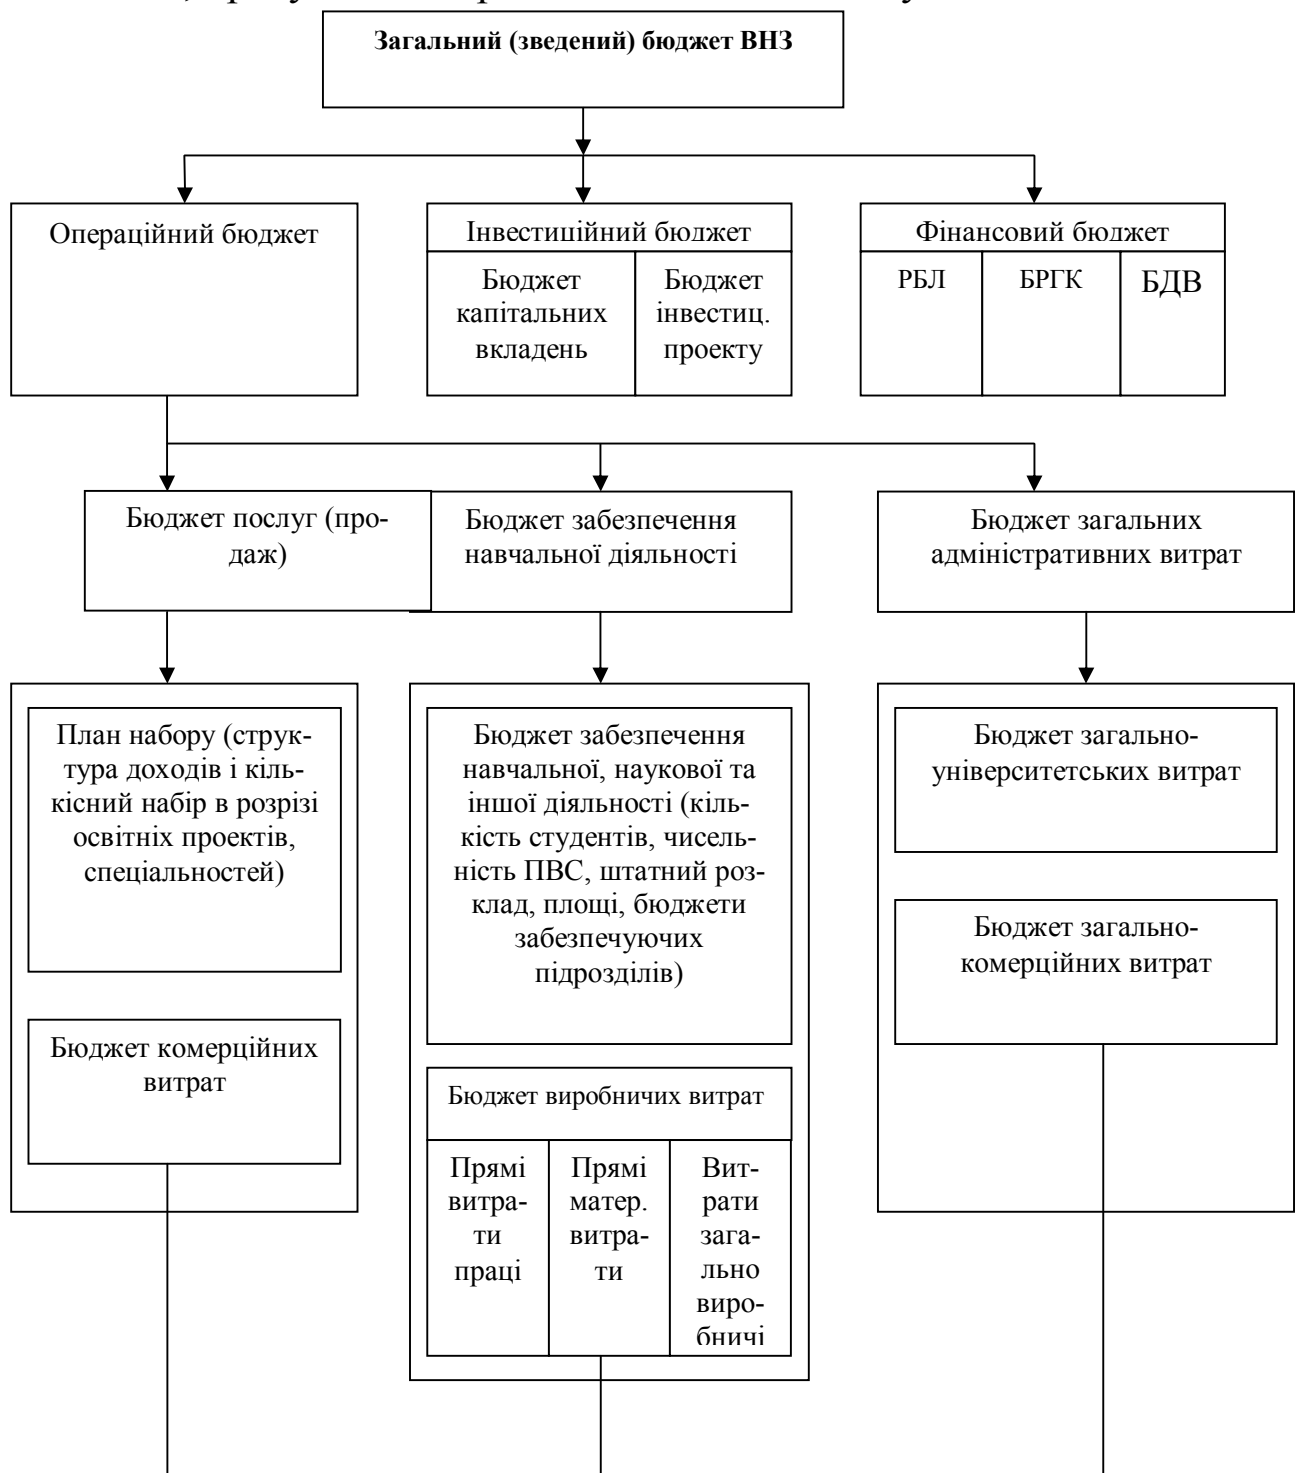 Загальний (зведений) бюджет ВНЗ
Операційний бюджет
Інвестиційний бюджет
Бюджет
капітальних
вкладень
Бюджет
інвестиц.
проекту
Фінансовий бюджет
РБЛ
БРГК
БДВ
Бюджет послуг (про-
даж)
Бюджет забезпечення
навчальної діяльності
Бюджет загальних
адміністративних витрат
План набору (струк-
тура доходів і кіль-
кісний набір в розрізі
освітніх проектів,
спеціальностей)
Бюджет комерційних
витрат
Бюджет забезпечення
навчальної, наукової та
іншої діяльності (кіль-
кість студентів, чисель-
ність ПВС, штатний роз-
клад, площі, бюджети
забезпечуючих
підрозділів)
Бюджет виробничих витрат
Прямі
витра-
ти
праці
Прямі
матер.
витра-
ти
Вит-
рати
зага-
льно
виро-
бничі
Бюджет загально-
університетських витрат
Бюджет загально-
комерційних витрат